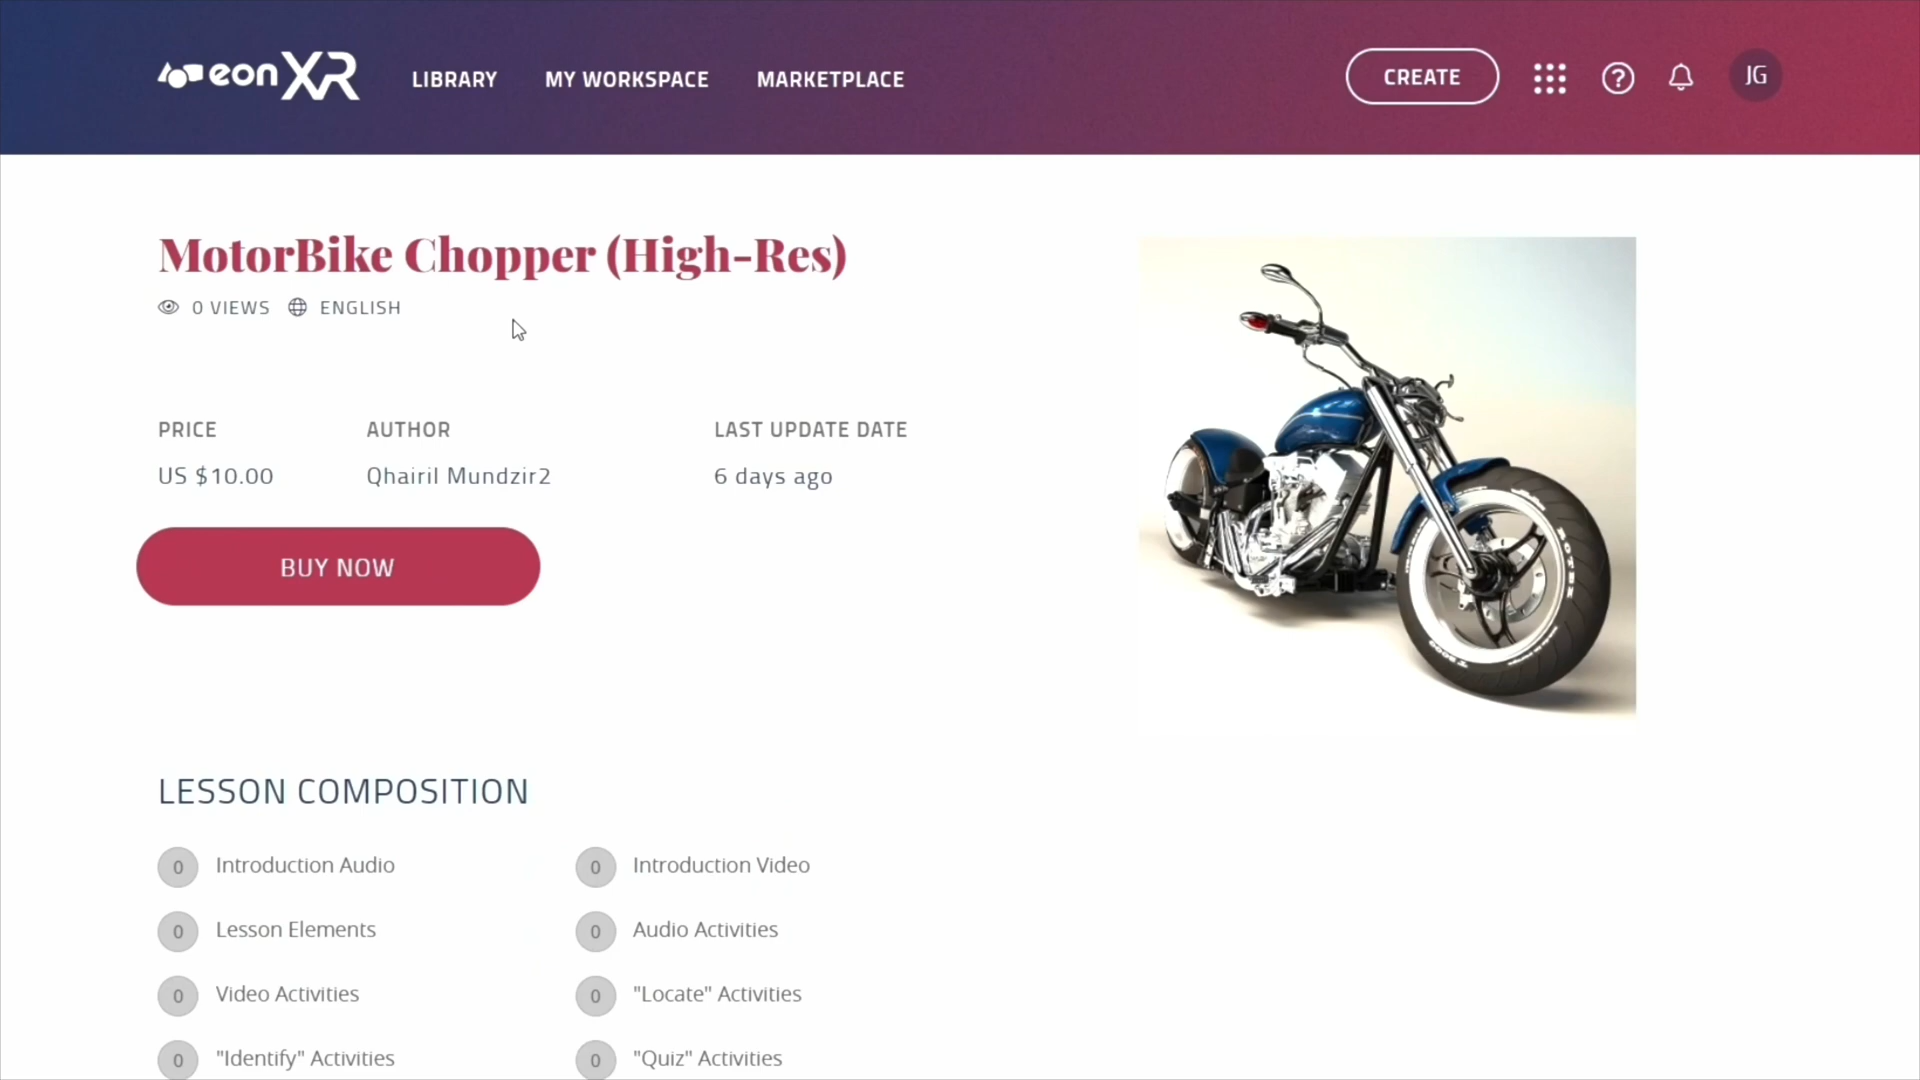 eon XR LIBRARY MY WORKSPACE MARKETPLACE CREATE ? JG
MotorBike Chopper (High-Res)
0 VIEWS ENGLISH
PRICE AUTHOR LAST UPDATE DATE
US $10.00 Qhairil Mundzir2 6 days ago
BUY NOW
LESSON COMPOSITION
0 Introduction Audio 0 Introduction Video
0 Lesson Elements 0 Audio Activities
0 Video Activities 0 "Locate" Activities
0 "Identify" Activities 0 "Quiz" Activities